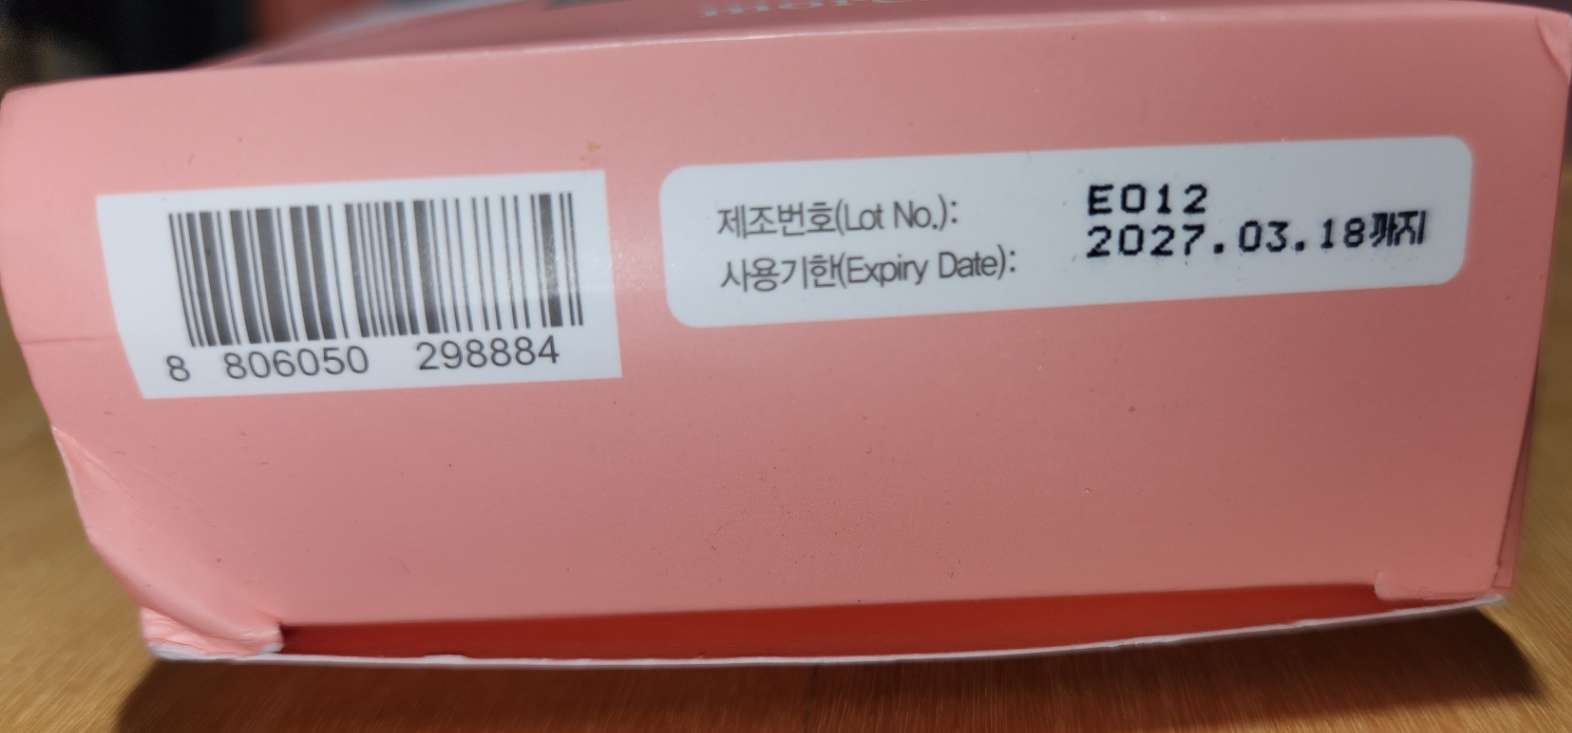 8 806050 298884
제조번호(Lot No.): E012
사용기한(Expiry Date): 2027.03.18까지